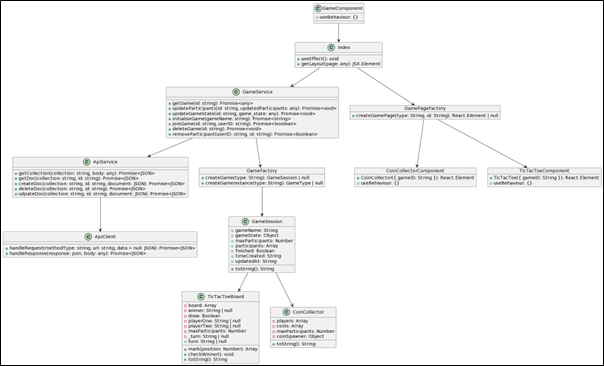 GameComponent
useBehaviour: {}
Index
useEffect(): void
getLayout(page: any): JSX.Element
GameService
getGame(id: string): Promise<any>
updateParticipants(id: string, updatedParticipants: any): Promise<void>
updateGameState(id: string, game_state: any): Promise<void>
initialiseGame(gameName: string): Promise<string>
joinGame(id: string, userID: string): Promise<boolean>
deleteGame(id: string): Promise<void>
removeParticipant(userID: string, id: string): Promise<boolean>
GamePageFactory
createGamePage(type: String, id: String): React.Element | null
ApiService
getCollection(collection: string, body: any): Promise<JSON>
getDoc(collection: string, id: string): Promise<JSON>
createDoc(collection: string, id: string, document: JSON): Promise<JSON>
deleteDoc(collection: string, id: string): Promise<JSON>
udpateDoc(collection: string, id: string, document: JSON): Promise<JSON>
GameFactory
createGame(type: String): GameSession | null
createGameInstance(type: String): GameType | null
CoinCollectorComponent
CoinCollector({ gameID: String }): React.Element
useBehaviour: {}
TicTacToeComponent
TicTacToe({ gameID: String }): React.Element
useBehaviour: {}
ApiClient
handleRequest(methodType: string, url: string, data = null: JSON): Promise<JSON>
handleResponse(response: json, body: any): Promise<JSON>
GameSession
gameName: String
gameState: Object
maxParticipants: Number
participants: Array
finished: Boolean
timeCreated: String
updatedAt: String
toString(): String
TicTacToeBoard
board: Array
winner: String | null
draw: Boolean
playerOne: String | null
playerTwo: String | null
maxParticipants: Number
_turn: String | null
turn: String | null
mark(position: Number): Array
checkWinner(): void
toString(): String
CoinCollector
players: Array
coins: Array
maxParticipants: Number
coinSpawner: Object
toString(): String